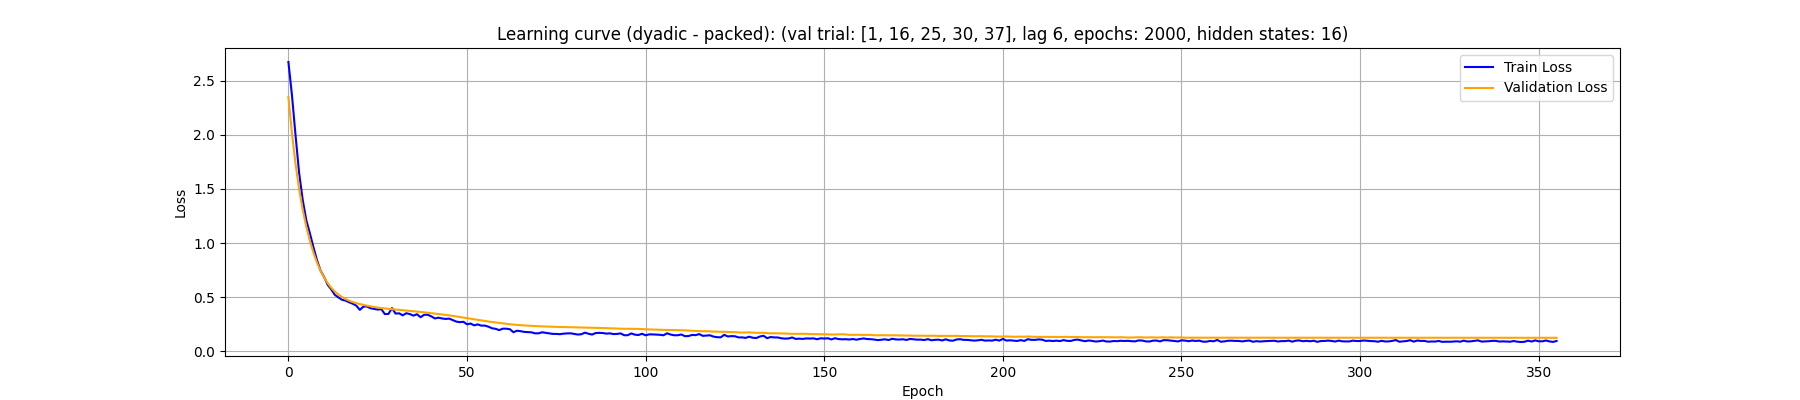 Learning curve (dyadic - packed): (val trial: [1, 16, 25, 30, 37], lag 6, epochs: 2000, hidden states: 16)
Train Loss
Validation Loss
Loss
2.5
2.0
1.5
1.0
0.5
0.0
0 50 100 150 200 250 300 350
Epoch